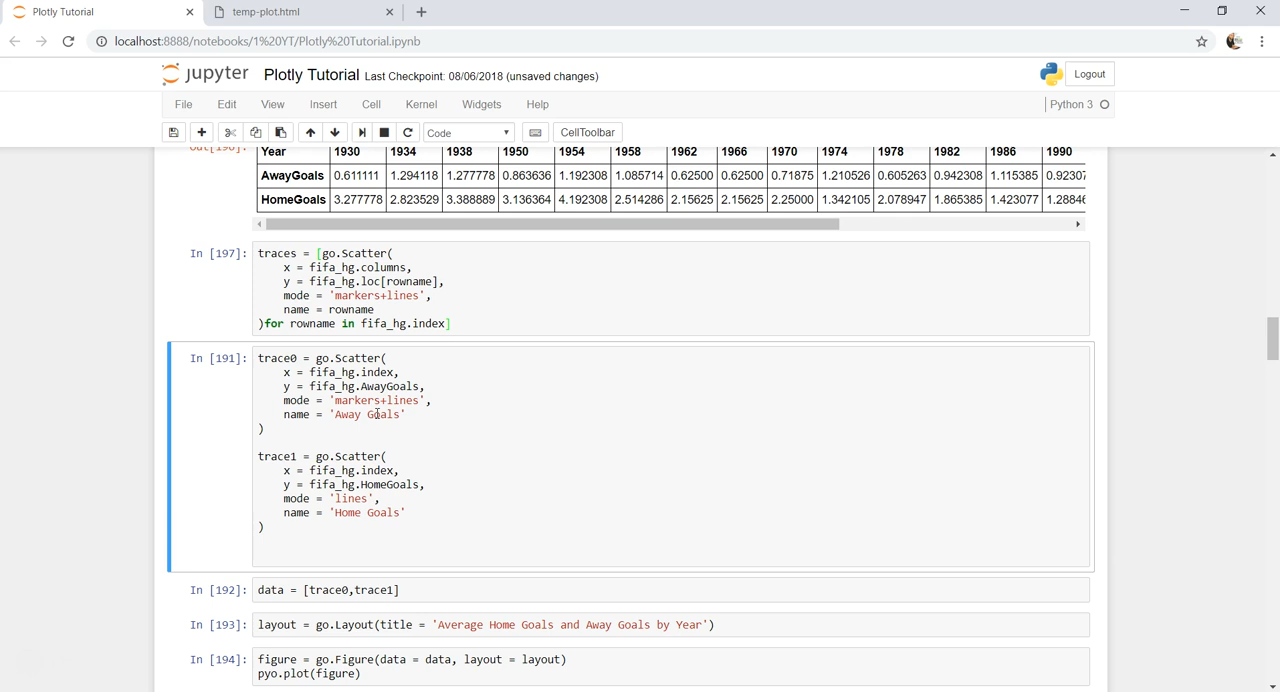 Plotly Tutorial
temp-plot.html
localhost:8888/notebooks/1%20YT/Plotly%20Tutorial.ipynb
jupyter Plotly Tutorial Last Checkpoint: 08/06/2018 (unsaved changes)
Logout
File Edit View Insert Cell Kernel Widgets Help
Python 3
Code
CellToolbar
Out[196]:
Year 1930 1934 1938 1950 1954 1958 1962 1966 1970 1974 1978 1982 1986 1990
AwayGoals 0.611111 1.294118 1.277778 0.863636 1.192308 1.085714 0.62500 0.62500 0.71875 1.210526 0.605263 0.942308 1.115385 0.92307
HomeGoals 3.277778 2.823529 3.388889 3.136364 4.192308 2.514286 2.15625 2.15625 2.25000 1.342105 2.078947 1.865385 1.423077 1.28846
In [197]: traces = [go.Scatter(
x = fifa_hg.columns,
y = fifa_hg.loc[rowname],
mode = 'markers+lines',
name = rowname
)for rowname in fifa_hg.index]
In [191]: trace0 = go.Scatter(
x = fifa_hg.index,
y = fifa_hg.AwayGoals,
mode = 'markers+lines',
name = 'Away Goals'
)
trace1 = go.Scatter(
x = fifa_hg.index,
y = fifa_hg.HomeGoals,
mode = 'lines',
name = 'Home Goals'
)
In [192]: data = [trace0,trace1]
In [193]: layout = go.Layout(title = 'Average Home Goals and Away Goals by Year')
In [194]: figure = go.Figure(data = data, layout = layout)
pyo.plot(figure)